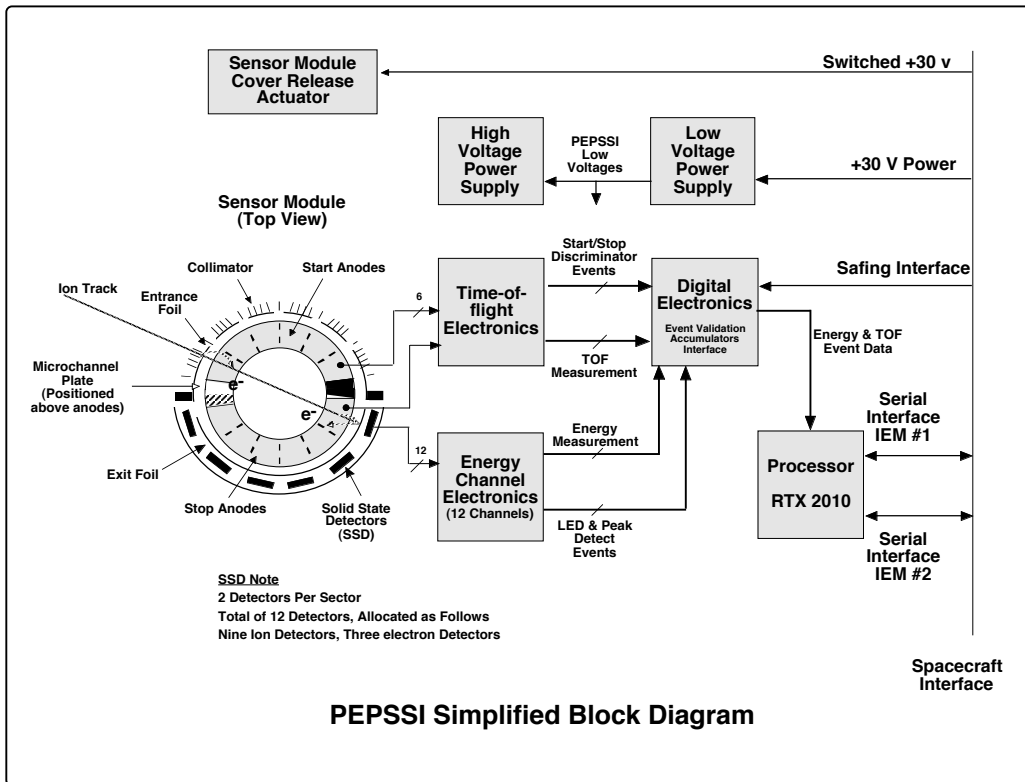 Sensor Module
Cover Release
Actuator
Switched +30 v
High
Voltage
Power
Supply
PEPSSI
Low
Voltages
Low
Voltage
Power
Supply
+30 V Power
Sensor Module
(Top View)
Collimator
Start Anodes
Ion Track
Entrance
Foil
Microchannel
Plate
(Positioned
above anodes)
e-
e-
Exit Foil
Stop Anodes
Solid State
Detectors
(SSD)
6
12
Time-of-
flight
Electronics
Start/Stop
Discriminator
Events
TOF
Measurement
Digital
Electronics
Event Validation
Accumulators
Interface
Safing Interface
Energy & TOF
Event Data
Energy
Channel
Electronics
(12 Channels)
Energy
Measurement
LED & Peak
Detect
Events
Processor
RTX 2010
Serial
Interface
IEM #1
Serial
Interface
IEM #2
SSD Note
2 Detectors Per Sector
Total of 12 Detectors, Allocated as Follows
Nine Ion Detectors, Three electron Detectors
Spacecraft
Interface
PEPSSI Simplified Block Diagram